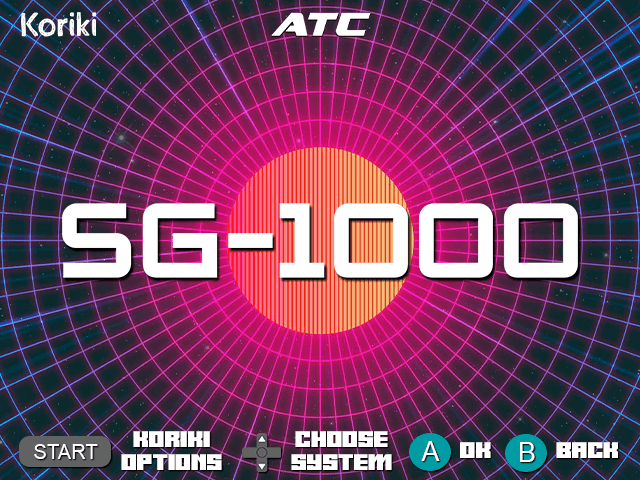 Koriki
ATC
SG-1000
START
KORIKI
OPTIONS
CHOOSE
SYSTEM
A
OK
B
BACK